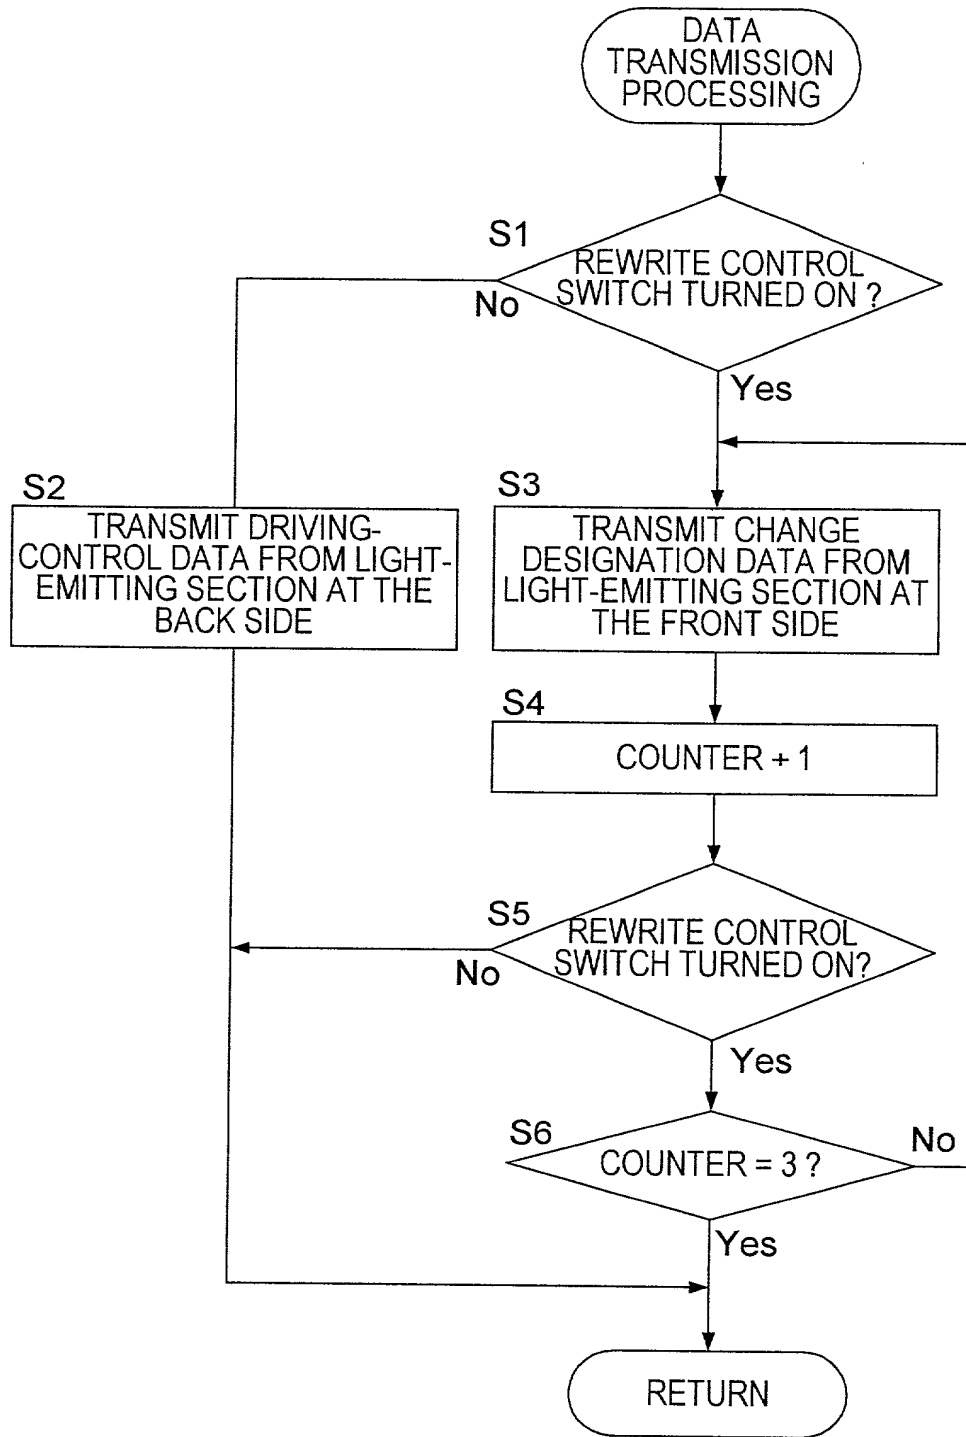 DATA
TRANSMISSION
PROCESSING
S1
REWRITE CONTROL
SWITCH TURNED ON ?
No
Yes
S2
TRANSMIT DRIVING-
CONTROL DATA FROM LIGHT-
EMITTING SECTION AT THE
BACK SIDE
S3
TRANSMIT CHANGE
DESIGNATION DATA FROM
LIGHT-EMITTING SECTION AT
THE FRONT SIDE
S4
COUNTER + 1
S5
REWRITE CONTROL
SWITCH TURNED ON?
No
Yes
S6
COUNTER = 3 ?
No
Yes
RETURN